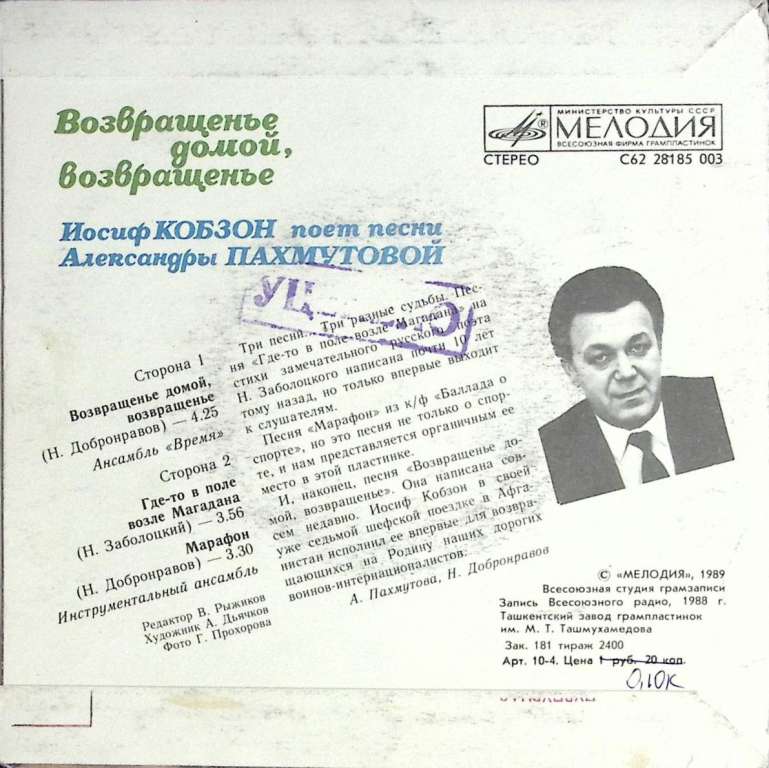 Возвращенье
домой,
возвращенье
МИНИСТЕРСТВО КУЛЬТУРЫ СССР
МЕЛОДИЯ
ВСЕСОЮЗНАЯ ФИРМА ГРАМПЛАСТИНОК
СТЕРЕО С62 28185 003
Иосиф КОБЗОН поет песни
Александры ПАХМУТОВОЙ
Сторона 1
Возвращенье домой,
возвращенье
(Н. Добронравов) — 4.25
Ансамбль «Время»
Сторона 2
Где-то в поле
возле Магадана
(Н. Заболоцкий) — 3.56
Марафон
(Н. Добронравов) — 3.30
Инструментальный ансамбль
Редактор В. Рыжиков
Художник А. Дьячков
Фото Г. Прохорова
Три песни... Три разные судьбы. Пес-
ня «Где-то в поле возле Магадана» на
стихи замечательного русского поэта
Н. Заболоцкого написана почти 10 лет
тому назад, но только впервые выходит
к слушателям.
Песня «Марафон» из к/ф «Баллада о
спорте», но это песня не только о спор-
те, и нам представляется органичным ее
место в этой пластинке.
И, наконец, песня «Возвращенье до-
мой, возвращенье». Она написана сов-
сем недавно. Иосиф Кобзон в своей
уже седьмой шефской поездке в Афга-
нистан исполнил ее впервые для возвра-
щающихся на Родину наших дорогих
воинов-интернационалистов.
А. Пахмутова, Н. Добронравов
© «МЕЛОДИЯ», 1989
Всесоюзная студия грамзаписи
Запись Всесоюзного радио, 1988 г.
Ташкентский завод грампластинок
им. М. Т. Ташмухамедова
Зак. 181 тираж 2400
Арт. 10-4. Цена 1 руб. 20 коп.
0,10к